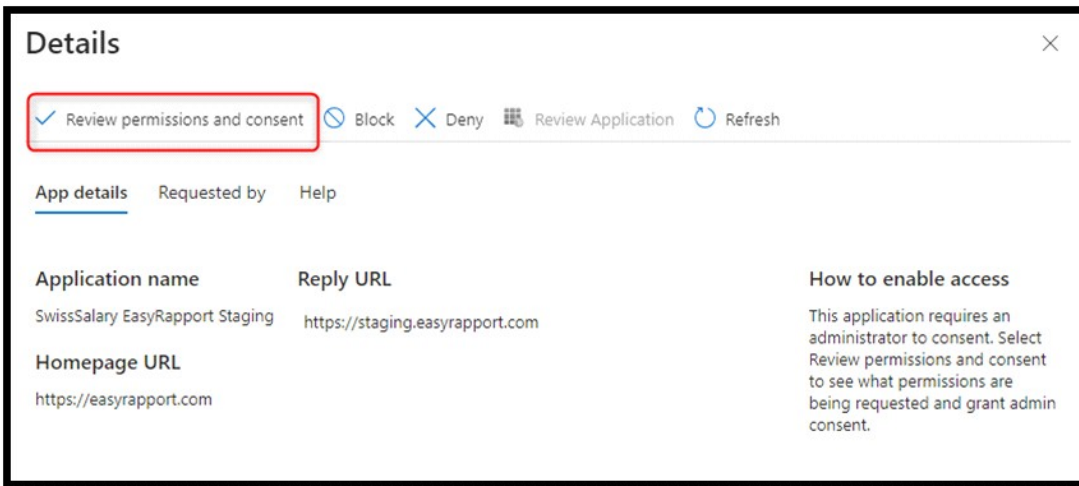 Details
Review permissions and consent Block Deny Review Application Refresh
App details Requested by Help
Application name
SwissSalary EasyRapport Staging
Homepage URL
https://easyrapport.com
Reply URL
https://staging.easyrapport.com
How to enable access
This application requires an
administrator to consent. Select
Review permissions and consent
to see what permissions are
being requested and grant admin
consent.